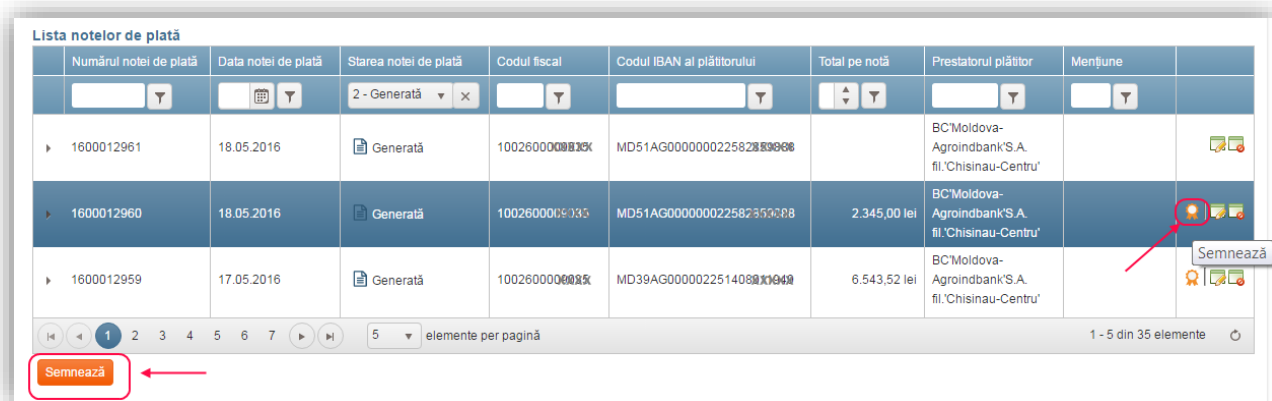 Lista notelor de plată
Numărul notei de plată Data notei de plată Starea notei de plată Codul fiscal Codul IBAN al plătitorului Total pe notă Prestatorul plătitor Mențiune
2 - Generată
BC'Moldova-
1600012961 18.05.2016 Generată Agroindbank'S.A.
fil.'Chisinau-Centru'
BC'Moldova-
1600012960 18.05.2016 Generată 2.345,00 lei Agroindbank'S.A.
fil.'Chisinau-Centru'
Semnează
BC'Moldova-
1600012959 17.05.2016 Generată 6.543,52 lei Agroindbank'S.A.
fil.'Chisinau-Centru'
1 2 3 4 5 6 7 5 elemente per pagină 1 - 5 din 35 elemente
Semnează